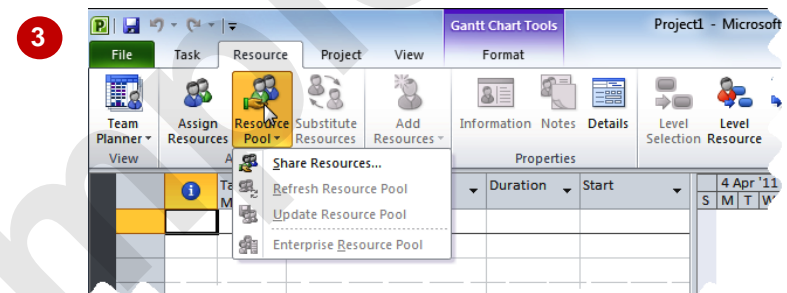 3
Gantt Chart Tools
Project1 - Microsoft
File Task Resource Project View Format
Team Planner
Assign Resources
Resource Pool
Substitute Resources
Add Resources
Information
Notes
Details
Level Selection
Level Resource
View
Properties
Share Resources...
Refresh Resource Pool
Update Resource Pool
Enterprise Resource Pool
Duration
Start
4 Apr '11
S M T W